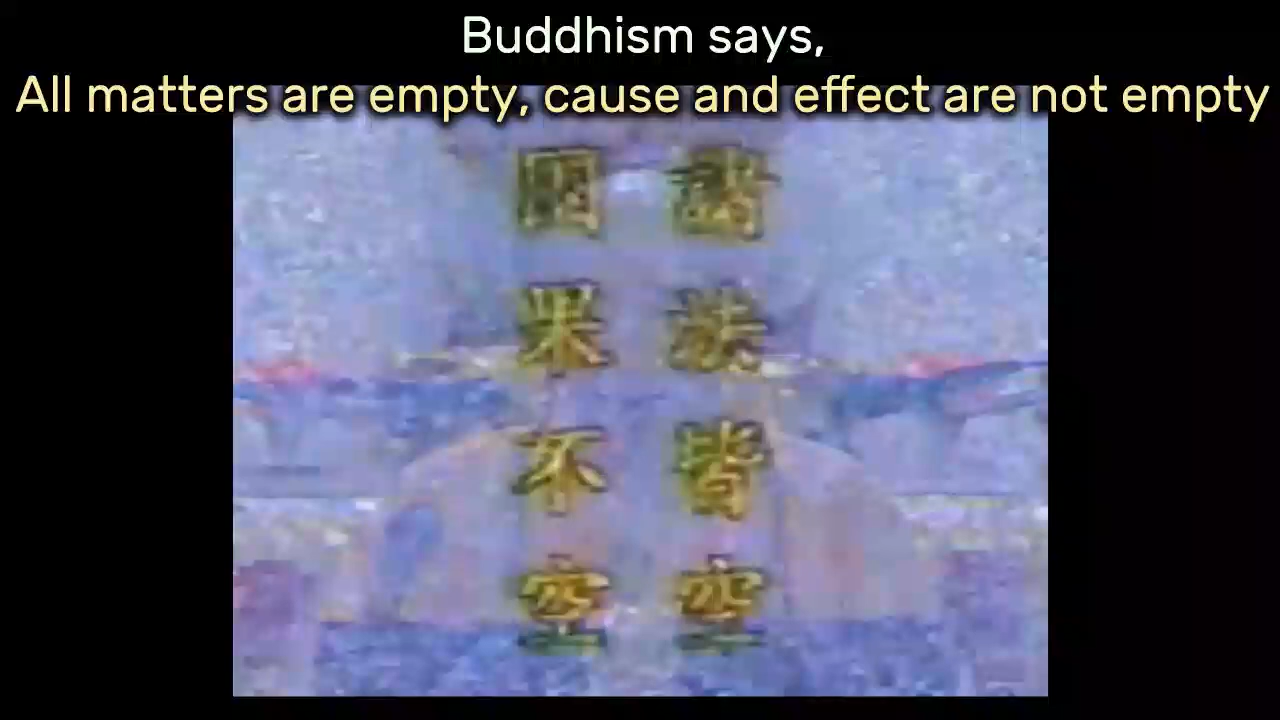 Buddhism says,
All matters are empty, cause and effect are not empty
諸法皆空
因果不空